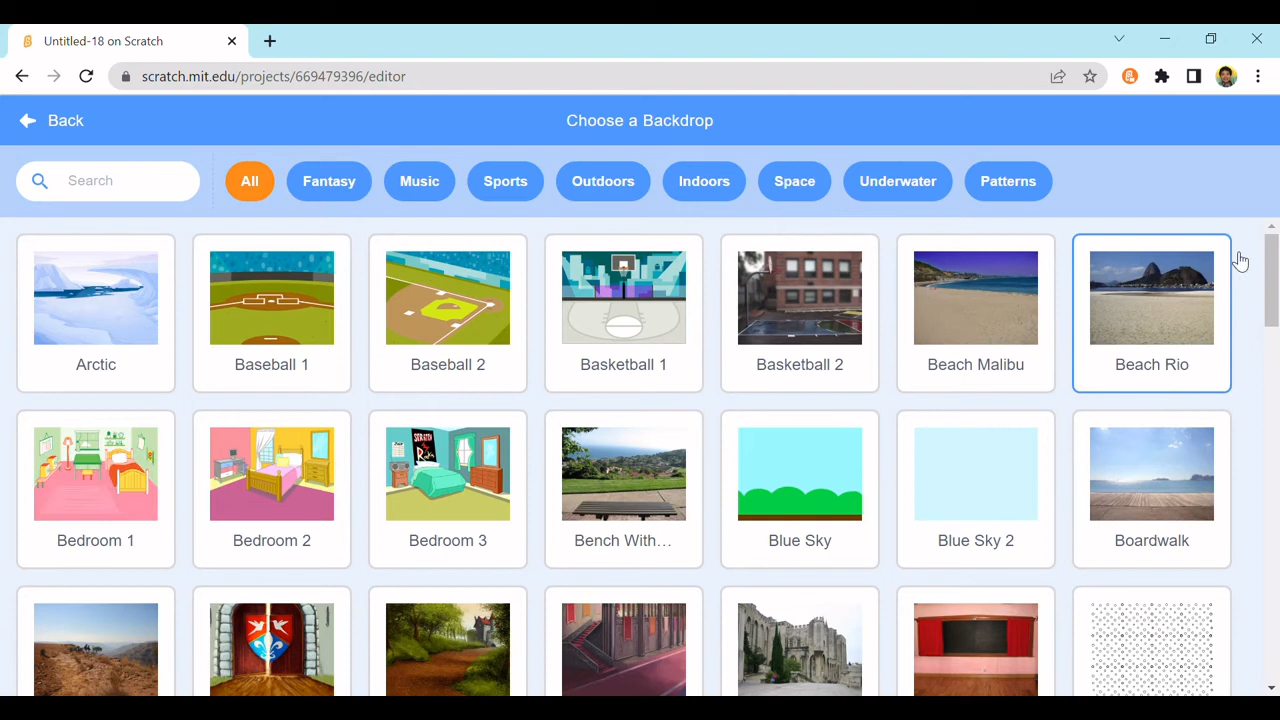 Untitled-18 on Scratch
scratch.mit.edu/projects/669479396/editor
Back
Choose a Backdrop
Search
All
Fantasy
Music
Sports
Outdoors
Indoors
Space
Underwater
Patterns
Arctic
Baseball 1
Baseball 2
Basketball 1
Basketball 2
Beach Malibu
Beach Rio
SCRATCH
Bedroom 1
Bedroom 2
Bedroom 3
Bench With...
Blue Sky
Blue Sky 2
Boardwalk